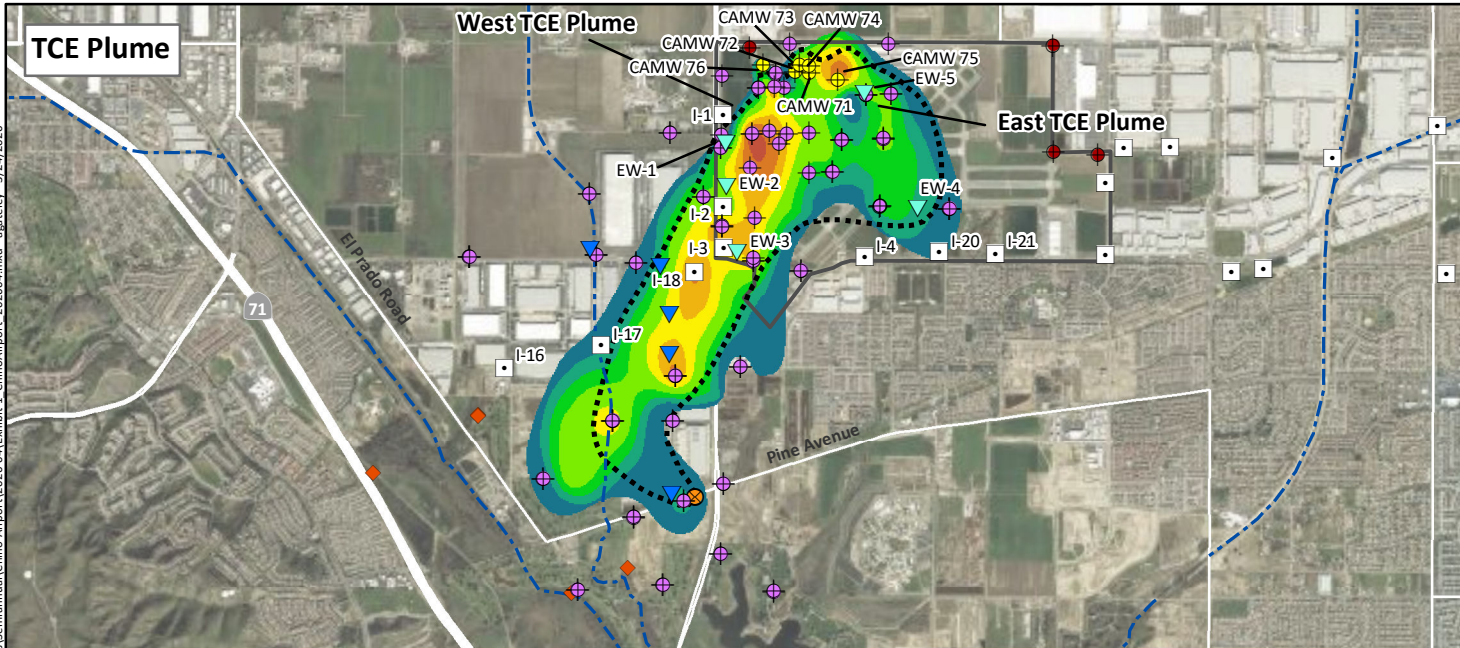 TCE Plume
West TCE Plume
CAMW 73
CAMW 74
CAMW 72
CAMW 76
CAMW 75
EW-5
CAMW 71
I-1
East TCE Plume
EW-1
EW-2
EW-4
I-2
EW-3
I-3
I-4
I-20
I-21
I-18
El Prado Road
71
I-17
I-16
Pine Avenue